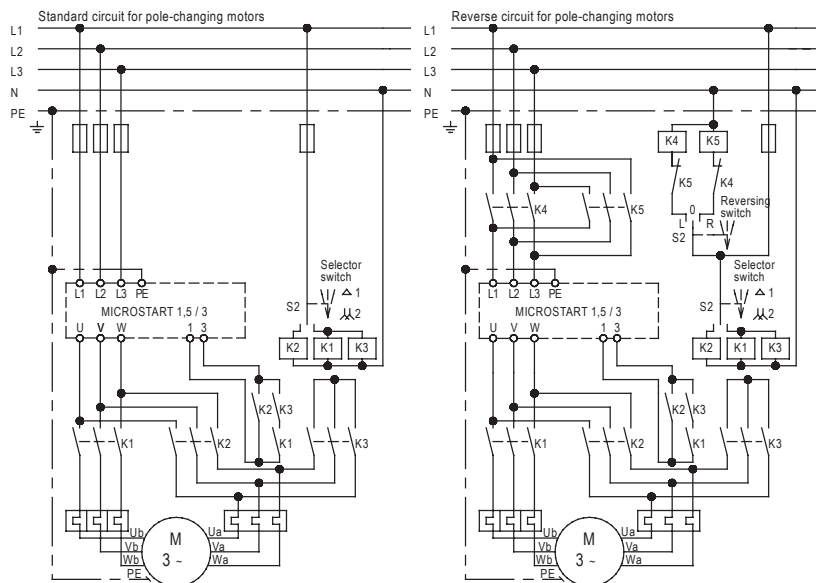 Standard circuit for pole-changing motors
L1
L2
L3
N
PE
L1 L2 L3 PE
MICROSTART 1,5 / 3
U V W 1 3
Selector
switch
S2
△ 1
2
K2 K1 K3
K2 K3
K1 K2 K1 K3
Ub Ua
Vb Va
Wb Wa
PE
M
3 ~
Reverse circuit for pole-changing motors
L1
L2
L3
N
PE
K4 K5
K5 K4
K4 K5
0
L R
S2
Reversing
switch
L1 L2 L3 PE
MICROSTART 1,5 / 3
U V W 1 3
Selector
switch
S2
△ 1
2
K2 K1 K3
K2 K3
K1 K2 K1 K3
Ub Ua
Vb Va
Wb Wa
PE
M
3 ~